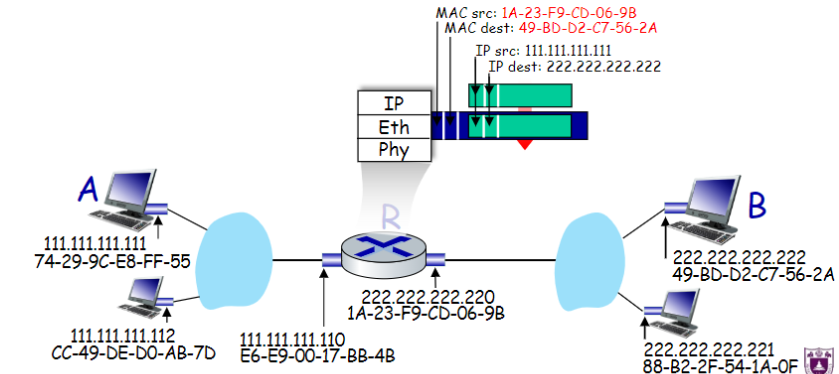 MAC src: 1A-23-F9-CD-06-9B
MAC dest: 49-BD-D2-C7-56-2A
IP src: 111.111.111.111
IP dest: 222.222.222.222
IP
Eth
Phy
A
R
B
111.111.111.111
74-29-9C-E8-FF-55
222.222.222.222
49-BD-D2-C7-56-2A
222.222.222.220
1A-23-F9-CD-06-9B
111.111.111.112
CC-49-DE-D0-AB-7D
111.111.111.110
E6-E9-00-17-BB-4B
222.222.222.221
88-B2-2F-54-1A-0F